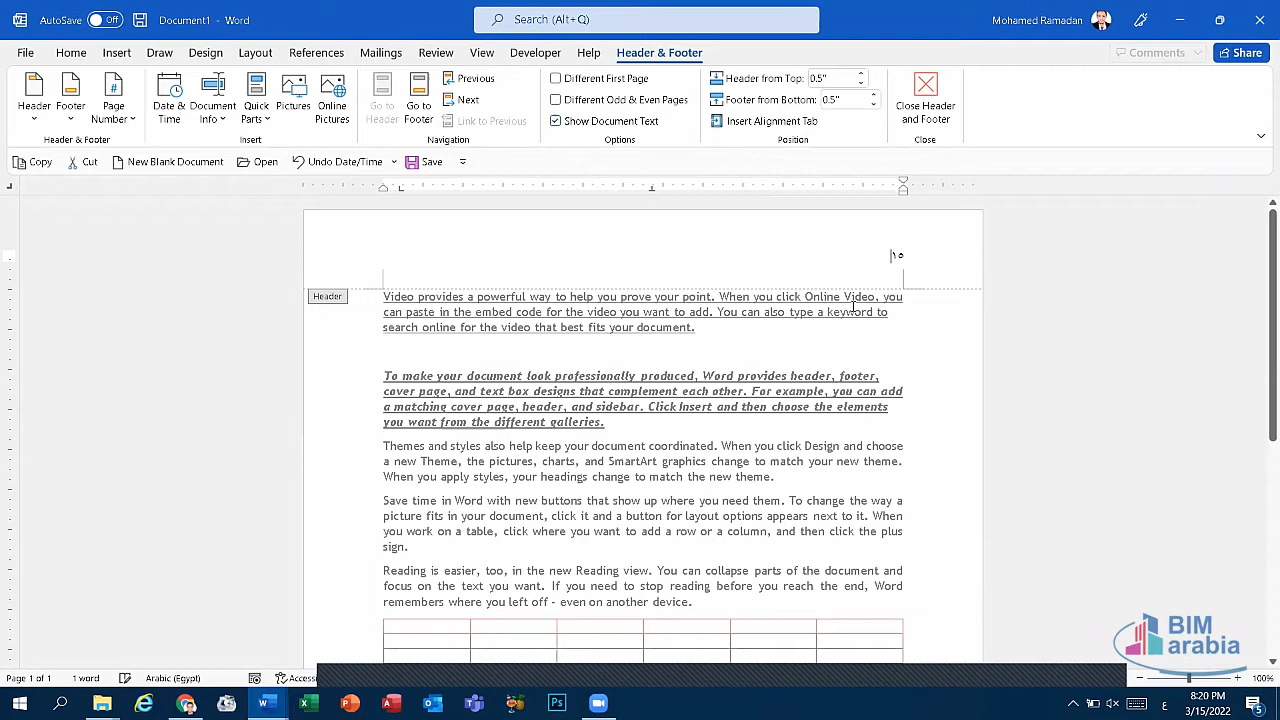 AutoSave Off Document1 - Word Search (Alt+Q) Mohamed Ramadan
File Home Insert Draw Design Layout References Mailings Review View Developer Help Header & Footer Comments Share
Header Footer Page Number Date & Time Document Info Quick Parts Pictures Online Pictures Go to Header Go to Footer Previous Next Link to Previous Different First Page Different Odd & Even Pages Show Document Text Header from Top: 0.5" Footer from Bottom: 0.5" Insert Alignment Tab Close Header and Footer
Header & Footer Insert Navigation Options Position Close
Copy Cut New Blank Document Open Undo Date/Time Save
١٥
Header
Video provides a powerful way to help you prove your point. When you click Online Video, you
can paste in the embed code for the video you want to add. You can also type a keyword to
search online for the video that best fits your document.
To make your document look professionally produced, Word provides header, footer,
cover page, and text box designs that complement each other. For example, you can add
a matching cover page, header, and sidebar. Click Insert and then choose the elements
you want from the different galleries.
Themes and styles also help keep your document coordinated. When you click Design and choose
a new Theme, the pictures, charts, and SmartArt graphics change to match your new theme.
When you apply styles, your headings change to match the new theme.
Save time in Word with new buttons that show up where you need them. To change the way a
picture fits in your document, click it and a button for layout options appears next to it. When
you work on a table, click where you want to add a row or a column, and then click the plus
sign.
Reading is easier, too, in the new Reading view. You can collapse parts of the document and
focus on the text you want. If you need to stop reading before you reach the end, Word
remembers where you left off - even on another device.
BIM
arabia
Page 1 of 1 1 word Arabic (Egypt) 100%
Ps ع 8:20 PM
3/15/2022 5